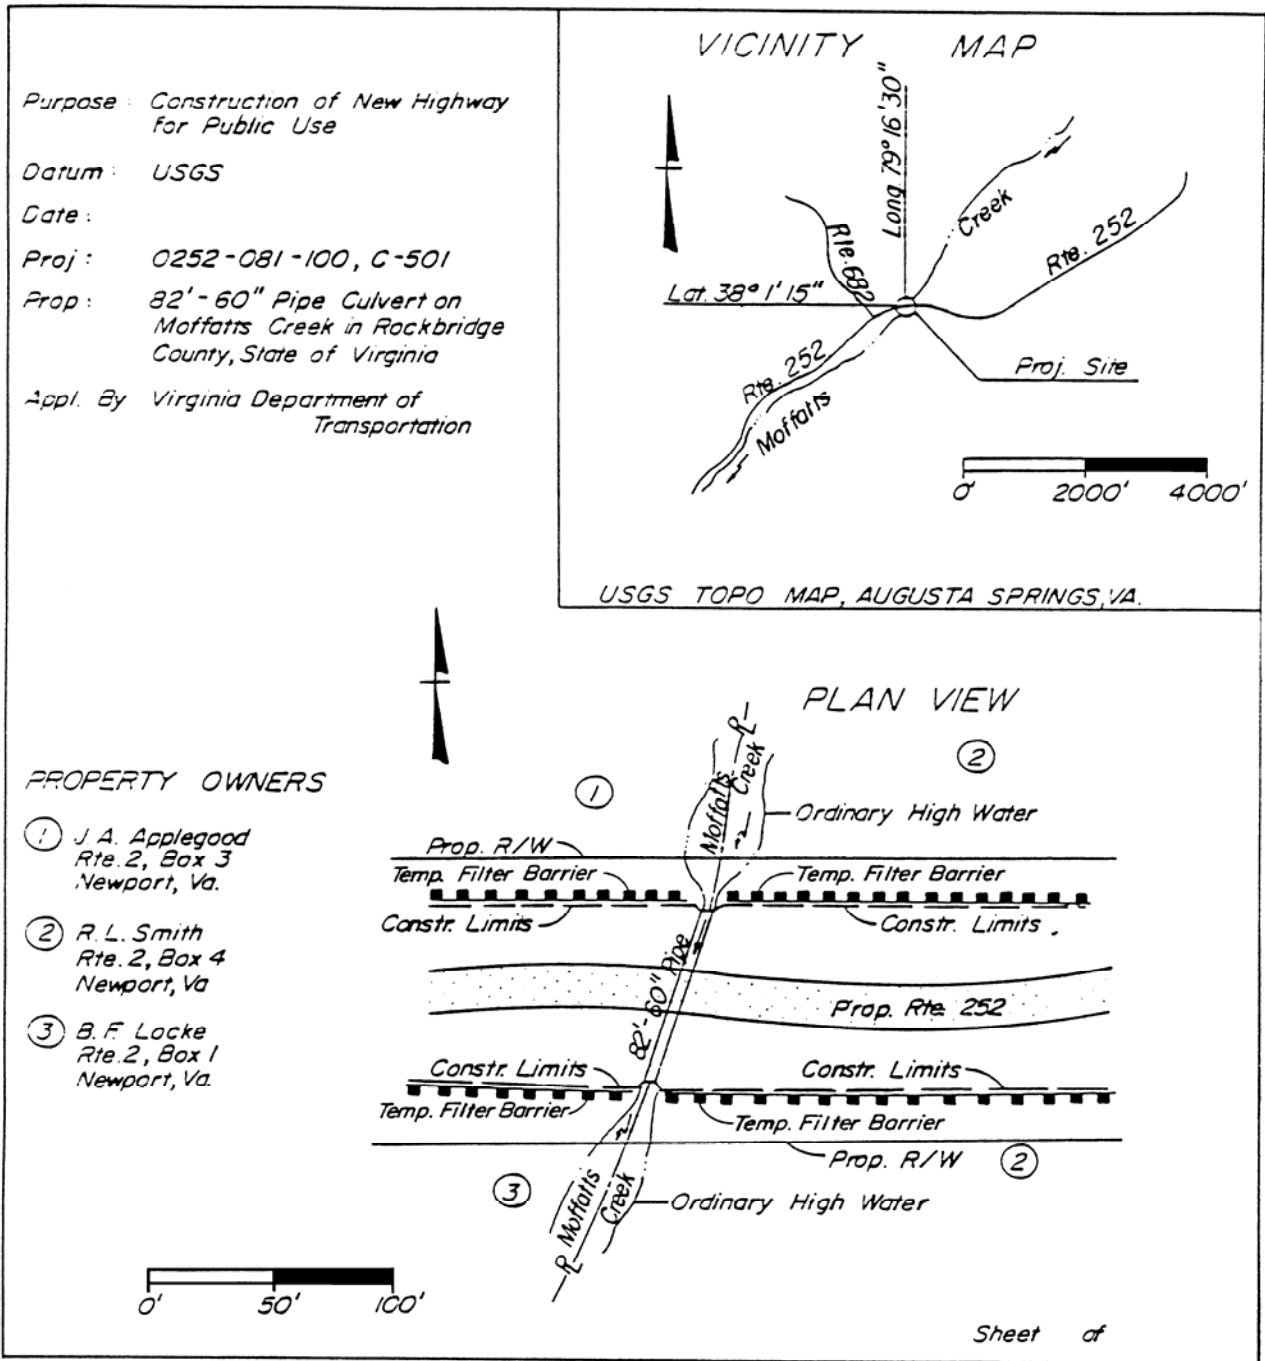 Purpose : Construction of New Highway
for Public Use
Datum : USGS
Date :
Proj : 0252-081-100, C-501
Prop : 82'-60" Pipe Culvert on
Moffatts Creek in Rockbridge
County, State of Virginia
Appl. By Virginia Department of
Transportation
VICINITY MAP
Long 79° 16' 30"
Creek
Rte. 252
Rte. 682
Lat. 38° 1' 15"
Rte. 252
Moffatts
Proj. Site
0' 2000' 4000'
USGS TOPO MAP, AUGUSTA SPRINGS, VA.
PLAN VIEW
PROPERTY OWNERS
1 J.A. Applegood
Rte. 2, Box 3
Newport, Va.
2 R.L. Smith
Rte. 2, Box 4
Newport, Va
3 B.F. Locke
Rte. 2, Box 1
Newport, Va.
1
2
PL
Moffatts
Creek
Ordinary High Water
Prop. R/W
Temp. Filter Barrier
Temp. Filter Barrier
Constr. Limits
Constr. Limits
82'-60" Pipe
Prop. Rte. 252
Constr. Limits
Constr. Limits
Temp. Filter Barrier
Temp. Filter Barrier
Prop. R/W
2
3
Moffatts
Creek
Ordinary High Water
PL
0' 50' 100'
Sheet of